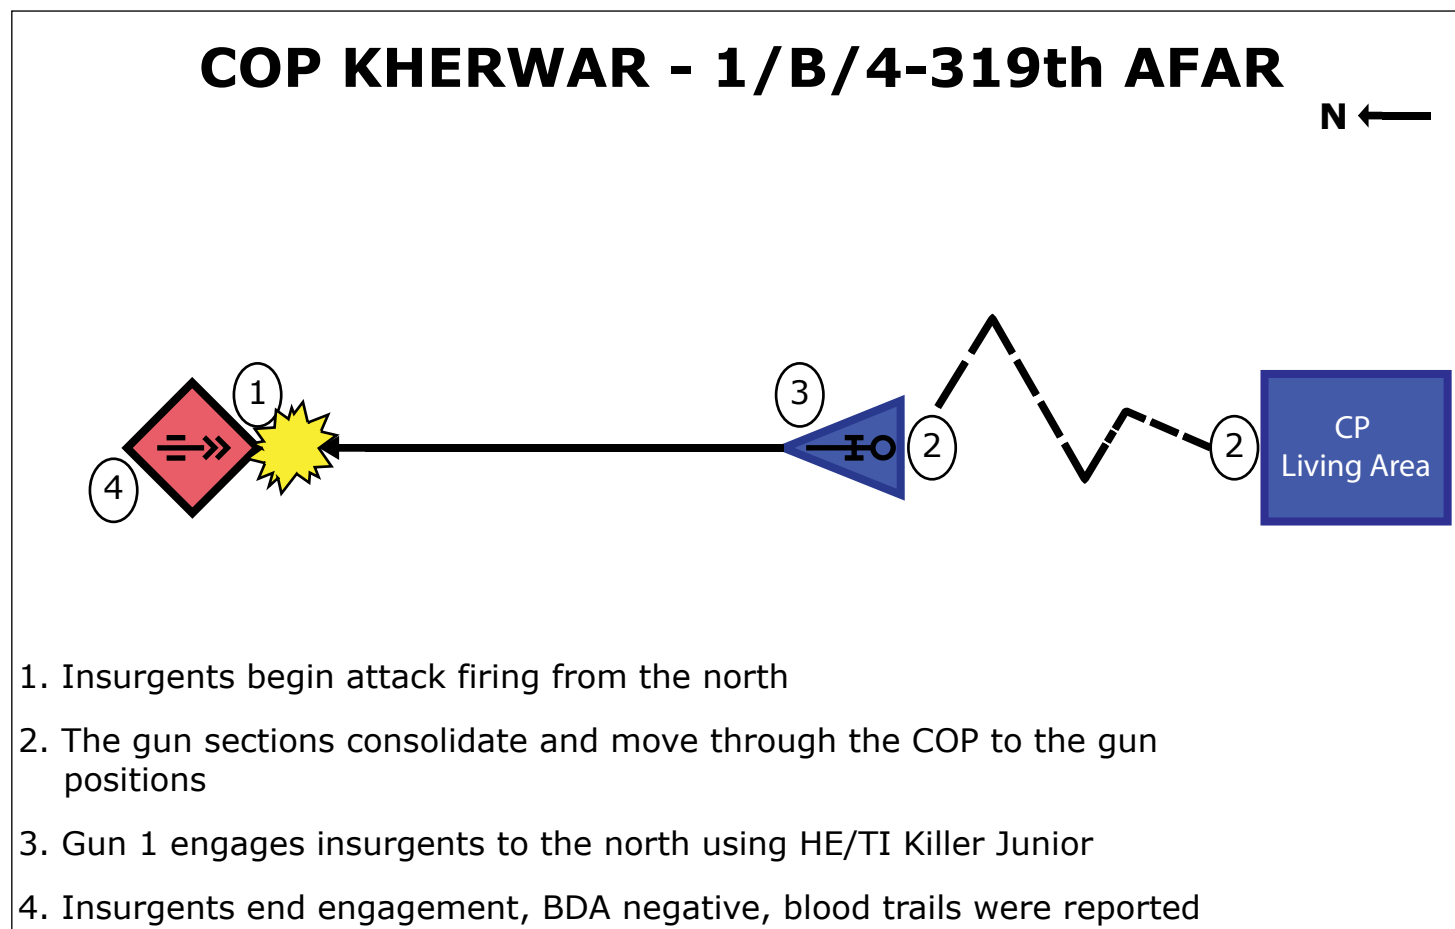 COP KHERWAR - 1/B/4-319th AFAR
N
1
3
4
2
2
CP
Living Area
1. Insurgents begin attack firing from the north
2. The gun sections consolidate and move through the COP to the gun
positions
3. Gun 1 engages insurgents to the north using HE/TI Killer Junior
4. Insurgents end engagement, BDA negative, blood trails were reported